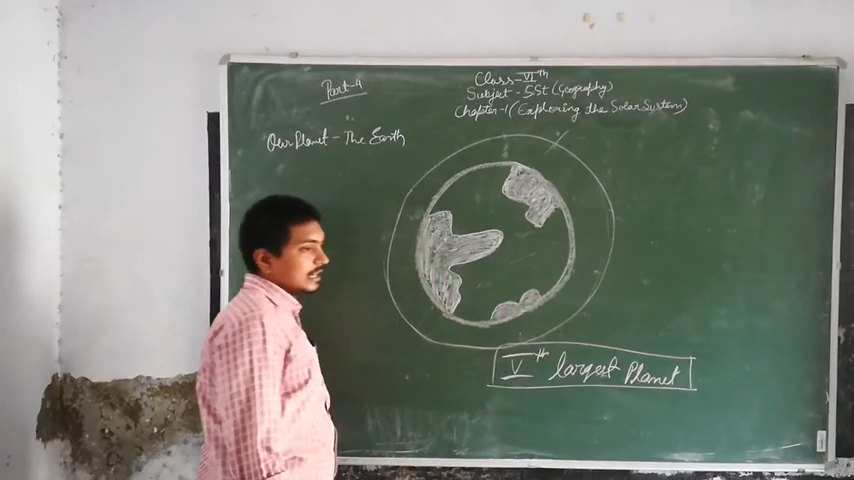 Part-4
Class-VIth
Subject-SSt (Geography)
Chapter-1 (Exploring the Solar System)
Our Planet - The Earth
Vth largest Planet